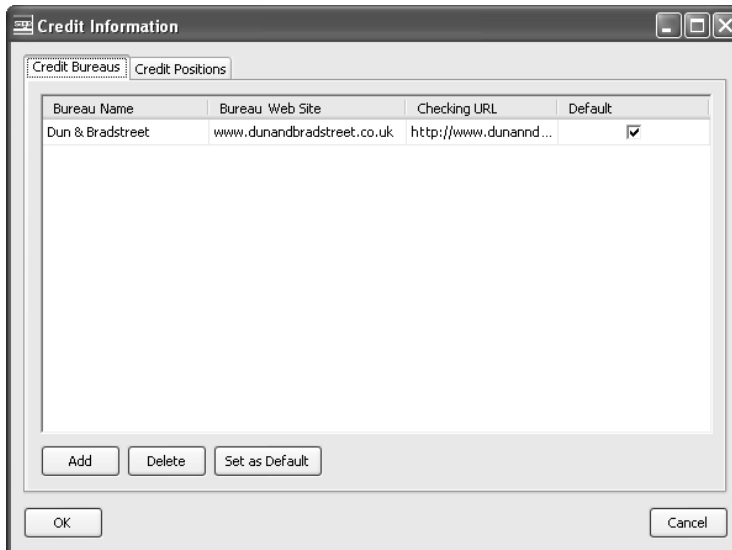 sage Credit Information
Credit Bureaus Credit Positions
Bureau Name Bureau Web Site Checking URL Default
Dun & Bradstreet www.dunandbradstreet.co.uk http://www.dunannd...
Add Delete Set as Default
OK Cancel